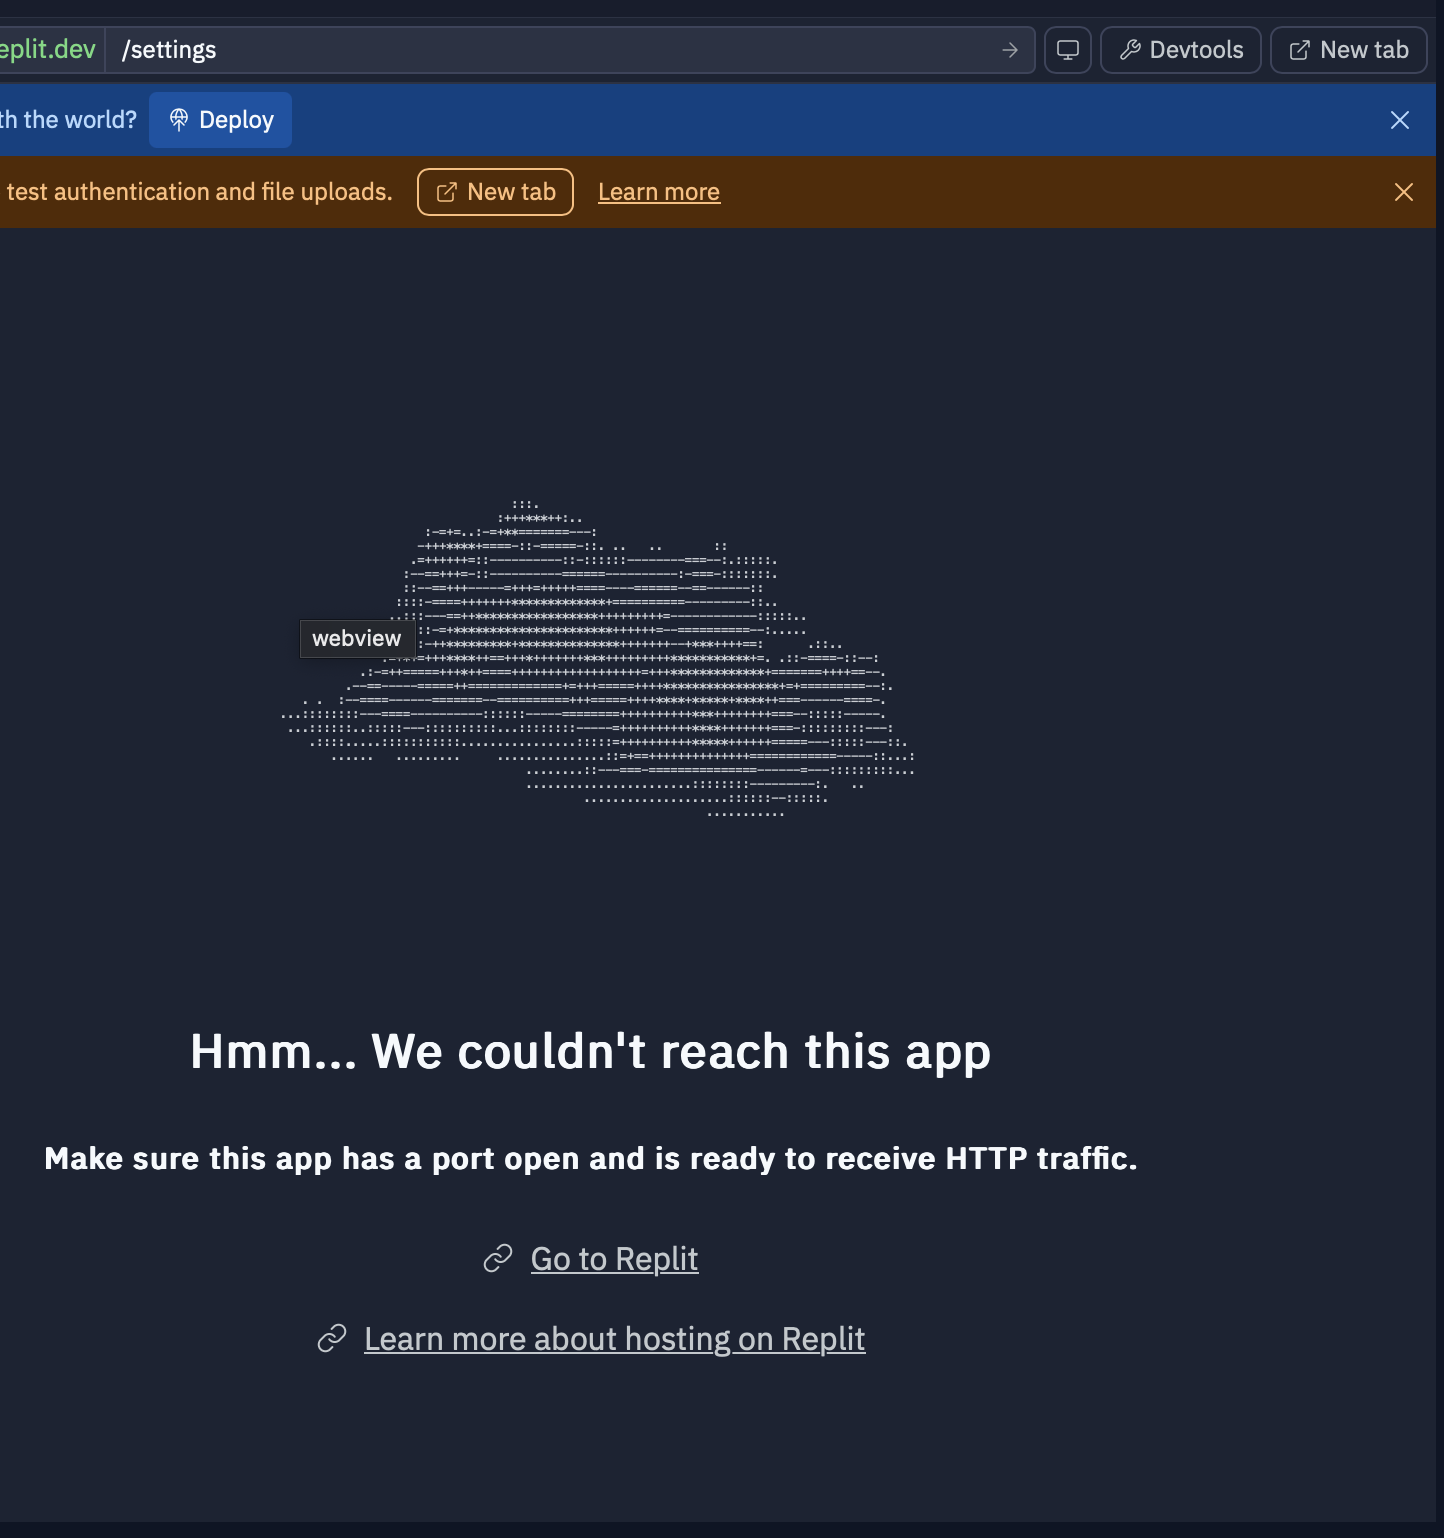 eplit.dev /settings Devtools New tab
th the world? Deploy
test authentication and file uploads. New tab Learn more
webview
Hmm... We couldn't reach this app
Make sure this app has a port open and is ready to receive HTTP traffic.
Go to Replit
Learn more about hosting on Replit